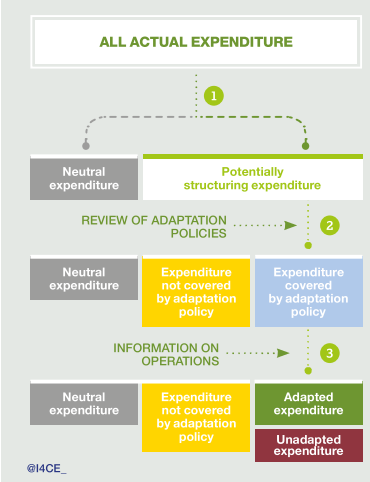 ALL ACTUAL EXPENDITURE
1
Neutral
expenditure
Potentially
structuring expenditure
REVIEW OF ADAPTATION
POLICIES
2
Neutral
expenditure
Expenditure
not covered
by adaptation
policy
Expenditure
covered
by adaptation
policy
INFORMATION ON
OPERATIONS
3
Neutral
expenditure
Expenditure
not covered
by adaptation
policy
Adapted
expenditure
Unadapted
expenditure
@I4CE_